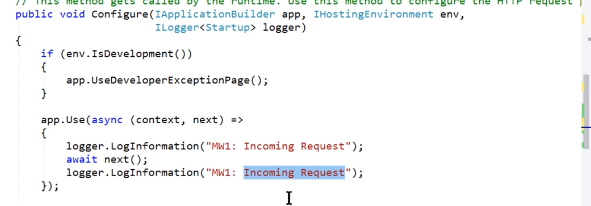 // This method gets called by the runtime. Use this method to configure the HTTP request
public void Configure(IApplicationBuilder app, IHostingEnvironment env,
ILogger<Startup> logger)
{
if (env.IsDevelopment())
{
app.UseDeveloperExceptionPage();
}
app.Use(async (context, next) =>
{
logger.LogInformation("MW1: Incoming Request");
await next();
logger.LogInformation("MW1: Incoming Request");
});